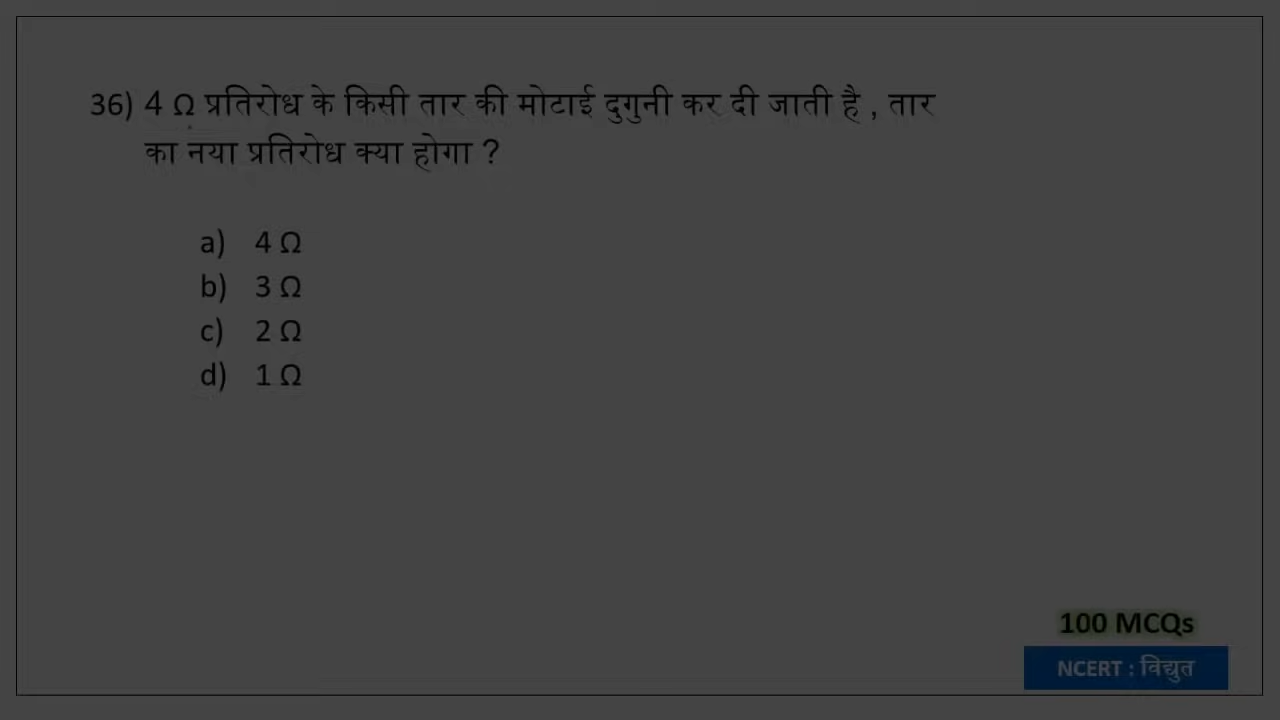 36) 4 Ω प्रतिरोध के किसी तार की मोटाई दुगुनी कर दी जाती है , तार
का नया प्रतिरोध क्या होगा ?
a) 4 Ω
b) 3 Ω
c) 2 Ω
d) 1 Ω
100 MCQs
NCERT : विद्युत